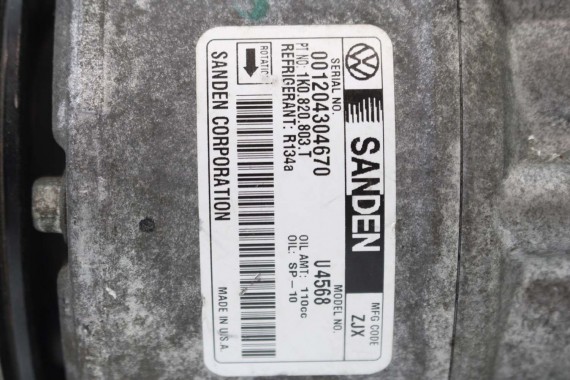 SANDEN
MFG CODE
ZJX
SERIAL NO.
MODEL NO.
001204304670
U4568
PT NO: 1K0.820.803.T
OIL AMT: 110cc
REFRIGERANT: R134a
OIL: SP-10
ROTATION
SANDEN CORPORATION
MADE IN U.S.A.